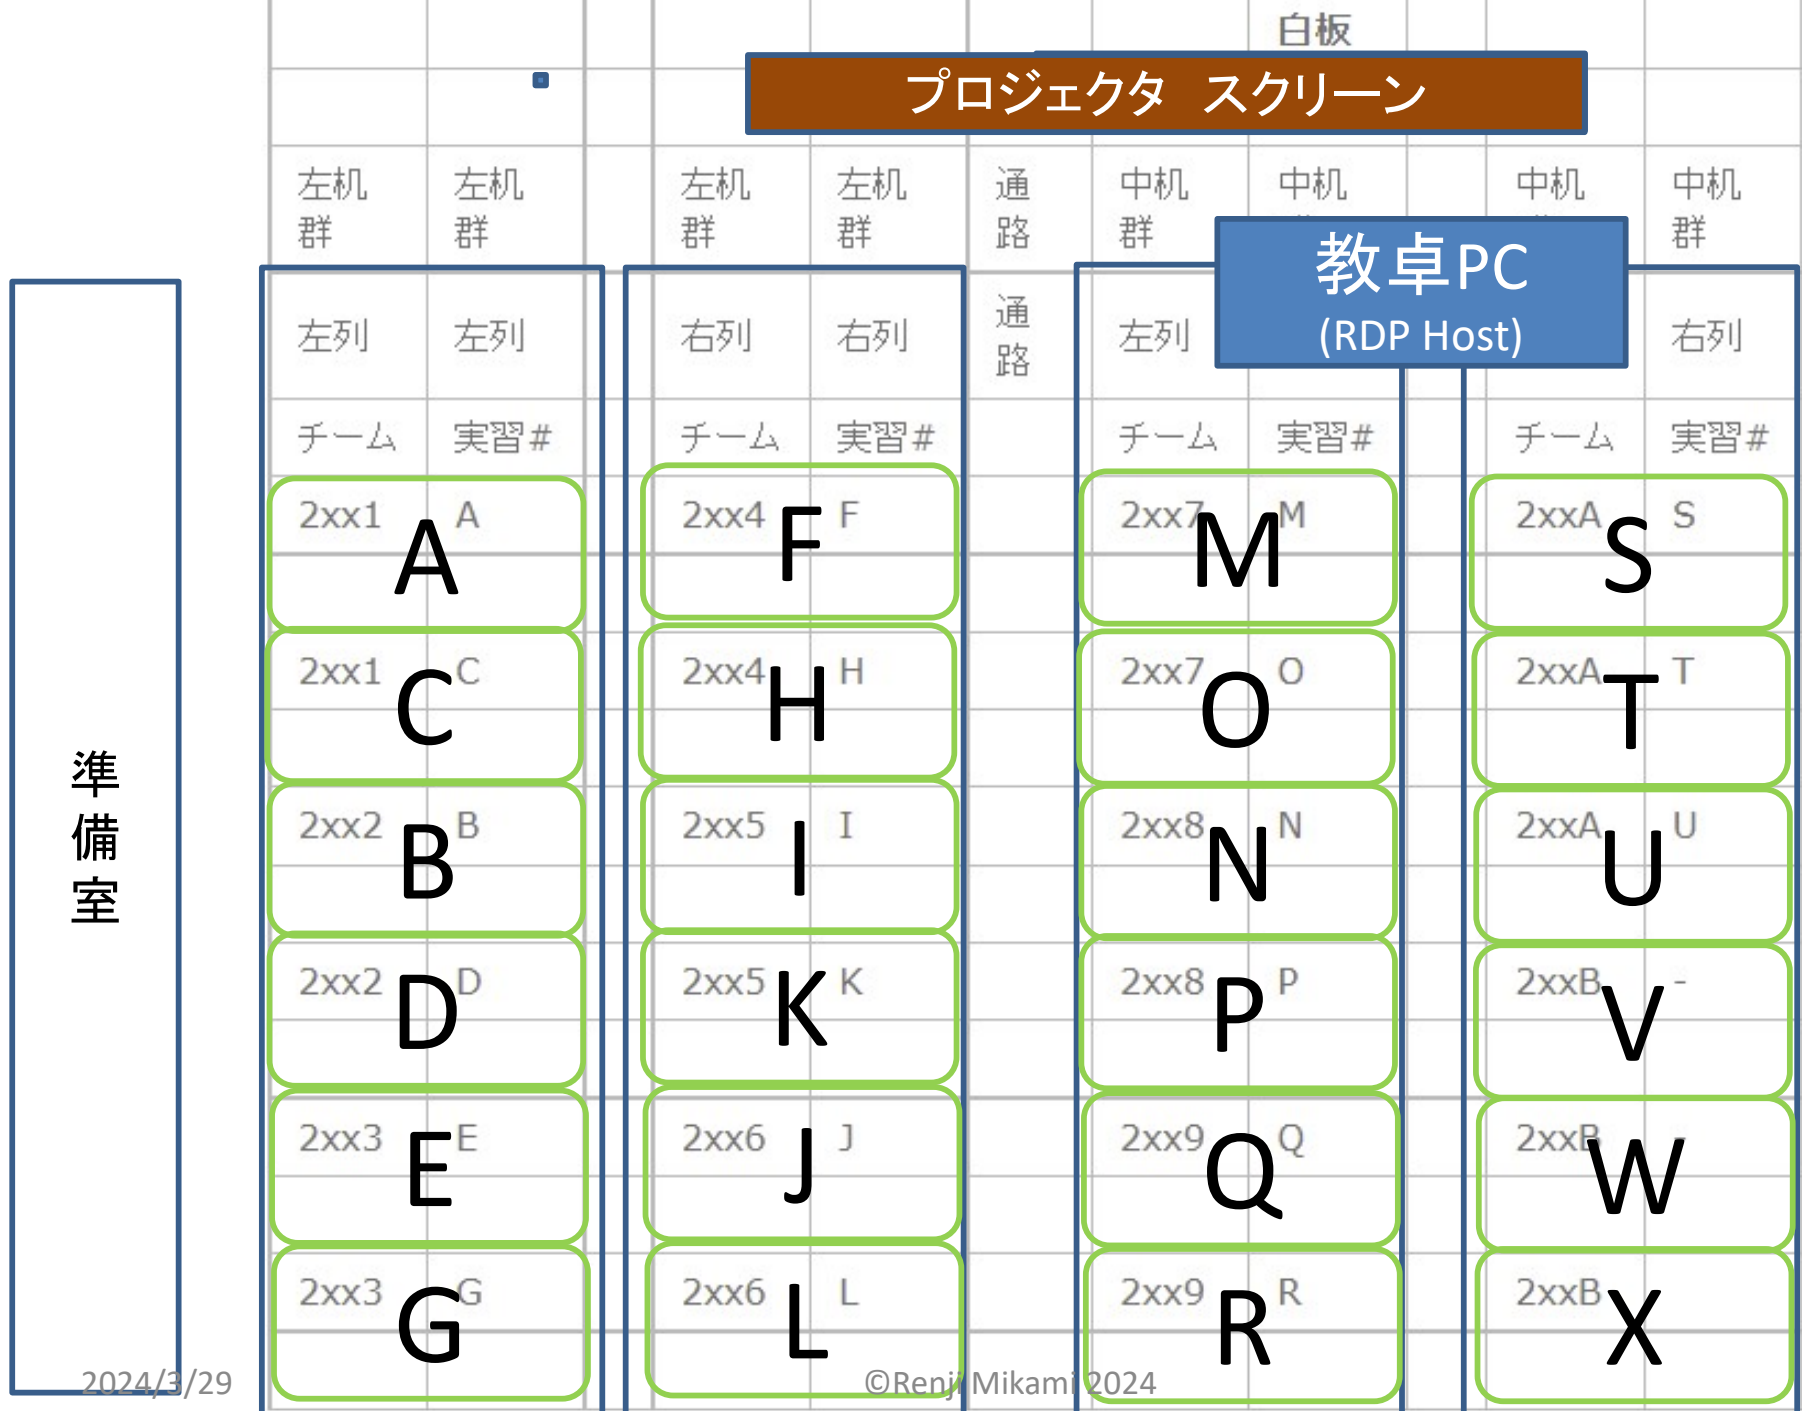 白板
プロジェクタ　スクリーン
左机群 左机群 左机群 左机群 通路 中机群 中机 中机 中机群
教卓PC
(RDP Host)
左列 左列 右列 右列 通路 左列 右列
チーム 実習# チーム 実習# チーム 実習# チーム 実習#
2xx1 A 2xx4 F 2xx7 M 2xxA S
A F M S
2xx1 C 2xx4 H 2xx7 O 2xxA T
C H O T
2xx2 B 2xx5 I 2xx8 N 2xxA U
B I N U
2xx2 D 2xx5 K 2xx8 P 2xxB -
D K P V
2xx3 E 2xx6 J 2xx9 Q 2xxB -
E J Q W
2xx3 G 2xx6 L 2xx9 R 2xxB
G L R X
準備室
2024/3/29
©Renji Mikami 2024